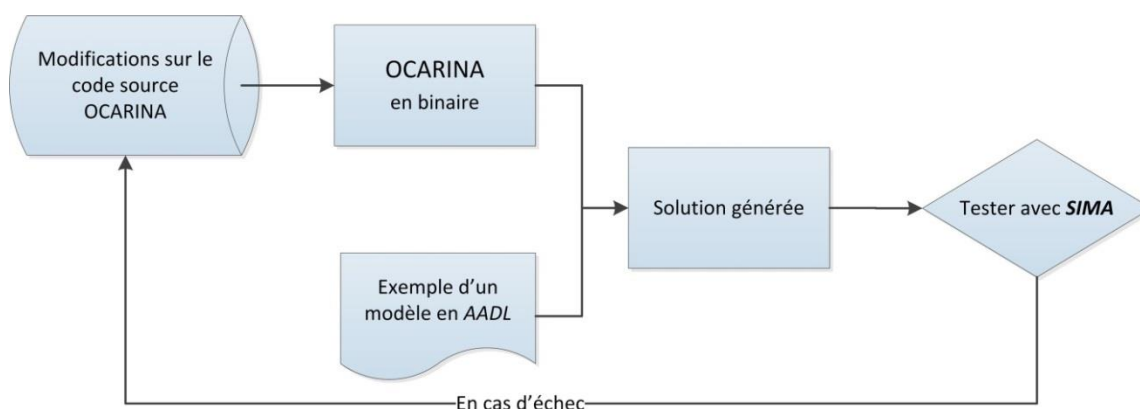 Modifications sur le
code source
OCARINA
OCARINA
en binaire
Solution générée
Tester avec SIMA
Exemple d’un
modèle en AADL
En cas d’échec